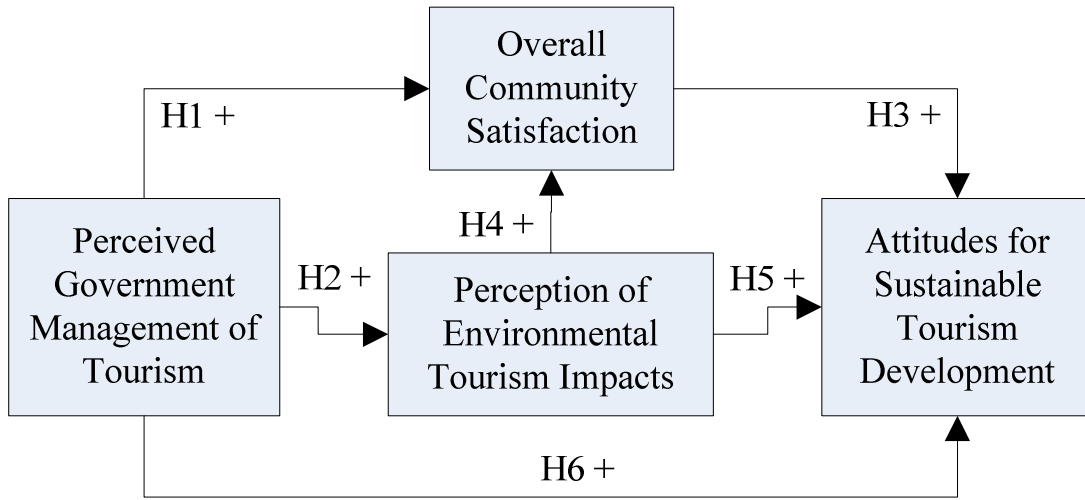 Overall
Community
Satisfaction
H1 +
H3 +
Perceived
Government
Management of
Tourism
H2 +
H4 +
Perception of
Environmental
Tourism Impacts
H5 +
Attitudes for
Sustainable
Tourism
Development
H6 +